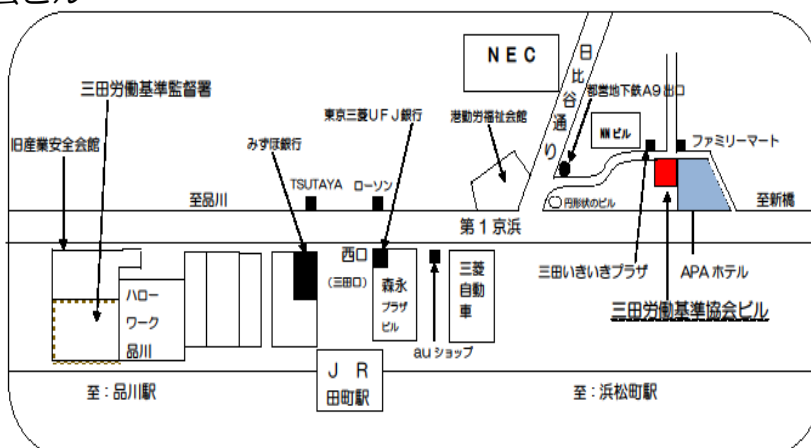 NEC
日比谷通り
三田労働基準監督署
都営地下鉄A9出口
東京三菱UFJ銀行
港勤労福祉会館
NNビル
旧産業安全会館
みずほ銀行
ファミリーマート
TSUTAYA
ローソン
至品川
円形状のビル
至新橋
第1京浜
西口
(三田口)
三田いきいきプラザ
APAホテル
三菱
自動
車
森永
プラザ
ビル
ハロー
ワーク
品川
三田労働基準協会ビル
auショップ
JR
田町駅
至:品川駅
至:浜松町駅